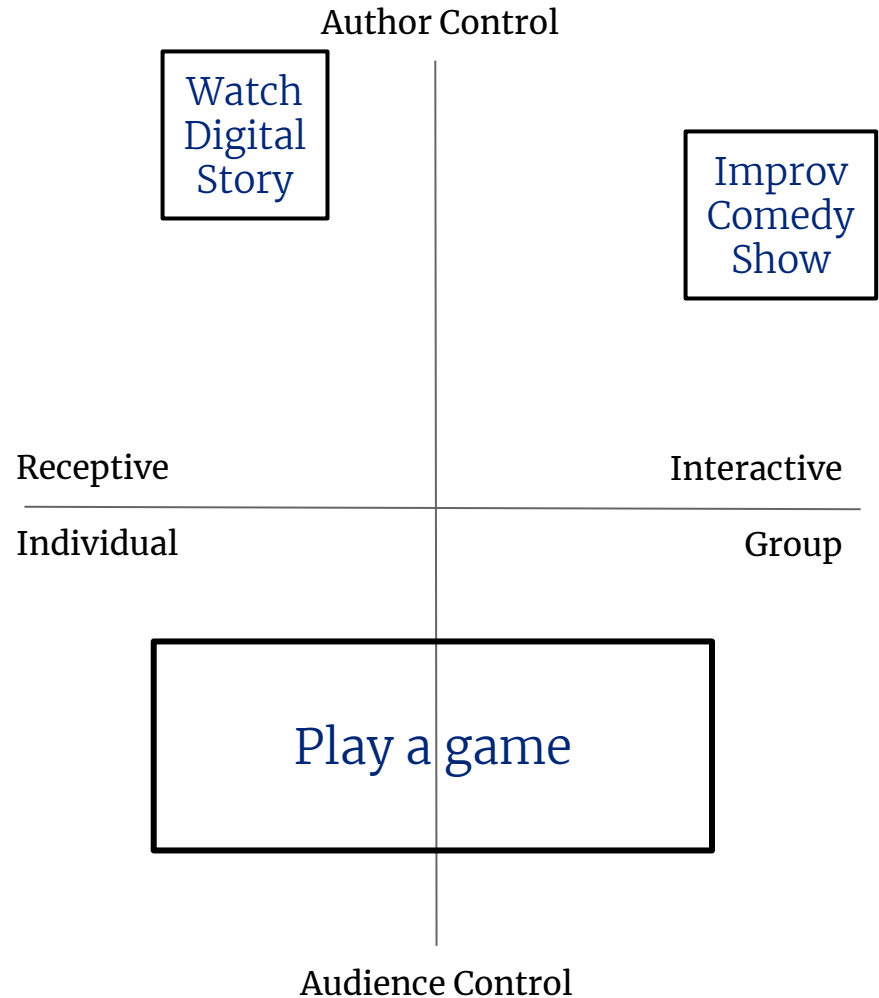 Author Control
Watch
Digital
Story
Improv
Comedy
Show
Receptive
Interactive
Individual
Group
Play a game
Audience Control